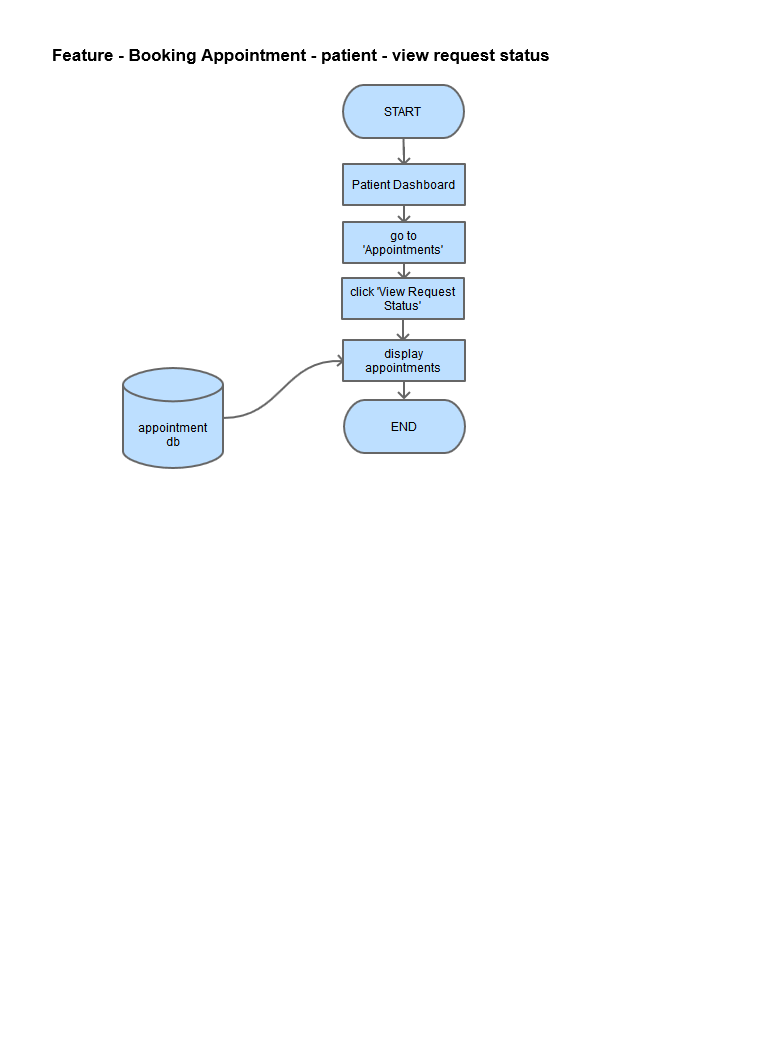 Feature - Booking Appointment - patient - view request status
START
Patient Dashboard
go to
'Appointments'
click 'View Request
Status'
display
appointments
appointment
db
END